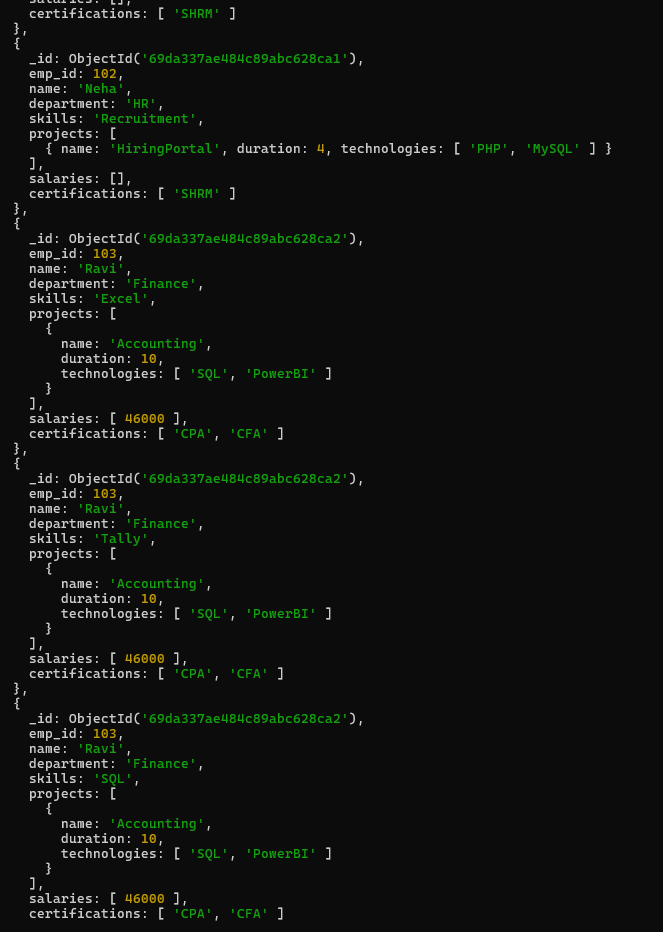 salaries: [],
    certifications: [ 'SHRM' ]
  },
  {
    _id: ObjectId('69da337ae484c89abc628ca1'),
    emp_id: 102,
    name: 'Neha',
    department: 'HR',
    skills: 'Recruitment',
    projects: [
      { name: 'HiringPortal', duration: 4, technologies: [ 'PHP', 'MySQL' ] }
    ],
    salaries: [],
    certifications: [ 'SHRM' ]
  },
  {
    _id: ObjectId('69da337ae484c89abc628ca2'),
    emp_id: 103,
    name: 'Ravi',
    department: 'Finance',
    skills: 'Excel',
    projects: [
      {
        name: 'Accounting',
        duration: 10,
        technologies: [ 'SQL', 'PowerBI' ]
      }
    ],
    salaries: [ 46000 ],
    certifications: [ 'CPA', 'CFA' ]
  },
  {
    _id: ObjectId('69da337ae484c89abc628ca2'),
    emp_id: 103,
    name: 'Ravi',
    department: 'Finance',
    skills: 'Tally',
    projects: [
      {
        name: 'Accounting',
        duration: 10,
        technologies: [ 'SQL', 'PowerBI' ]
      }
    ],
    salaries: [ 46000 ],
    certifications: [ 'CPA', 'CFA' ]
  },
  {
    _id: ObjectId('69da337ae484c89abc628ca2'),
    emp_id: 103,
    name: 'Ravi',
    department: 'Finance',
    skills: 'SQL',
    projects: [
      {
        name: 'Accounting',
        duration: 10,
        technologies: [ 'SQL', 'PowerBI' ]
      }
    ],
    salaries: [ 46000 ],
    certifications: [ 'CPA', 'CFA' ]